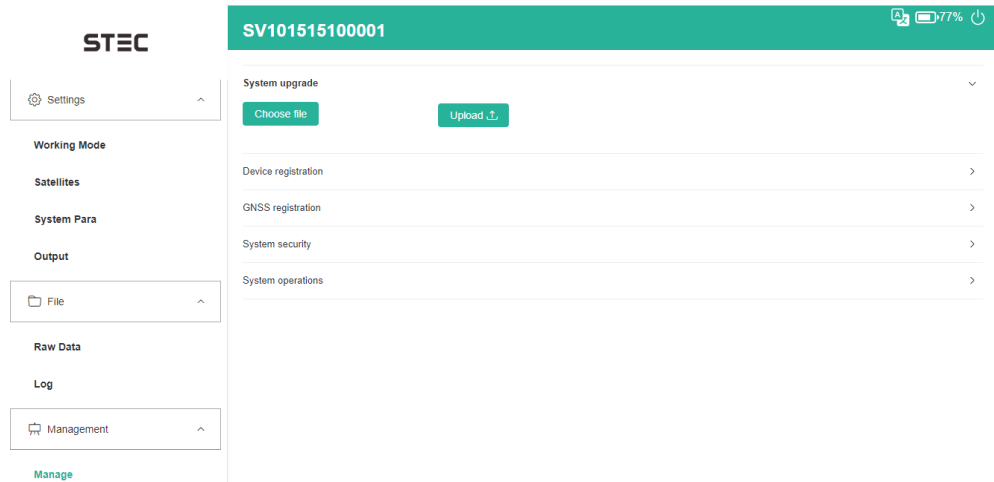 STEC
SV101515100001
77%
Settings
Working Mode
Satellites
System Para
Output
File
Raw Data
Log
Management
Manage
System upgrade
Choose file
Upload
Device registration
GNSS registration
System security
System operations